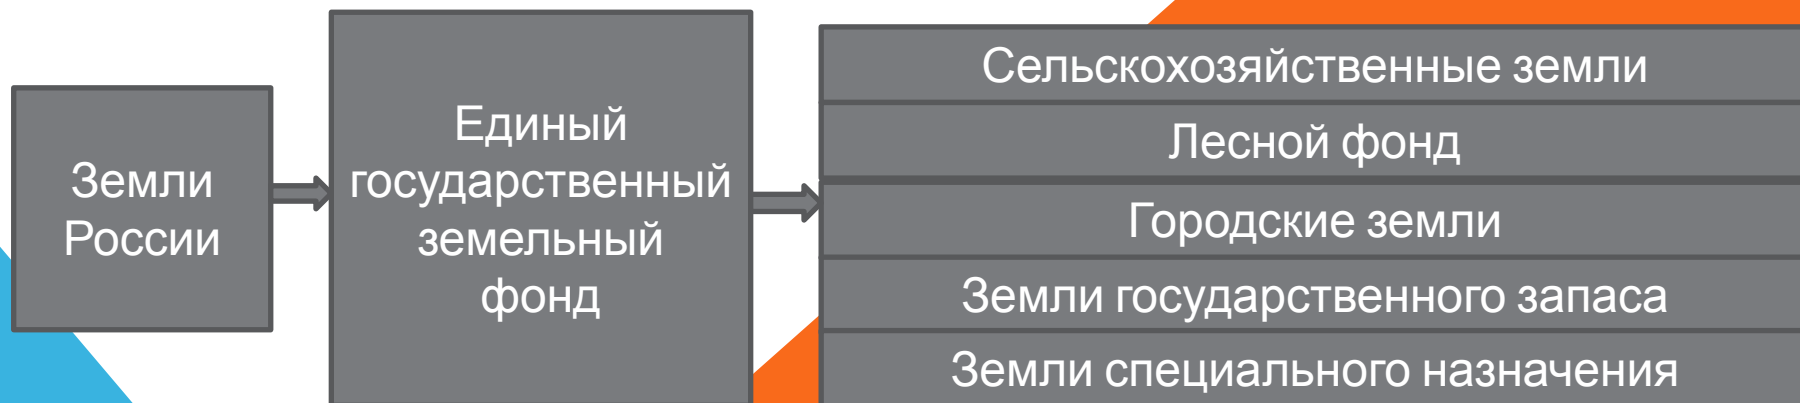 Земли
России
Единый
государственный
земельный
фонд
Сельскохозяйственные земли
Лесной фонд
Городские земли
Земли государственного запаса
Земли специального назначения